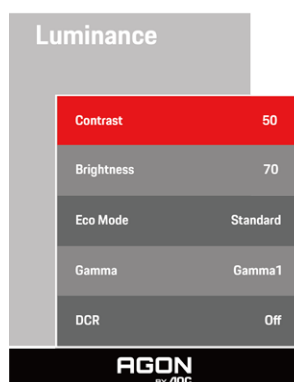 Luminance
Contrast 50
Brightness 70
Eco Mode Standard
Gamma Gamma1
DCR Off
AGON
BY AOC